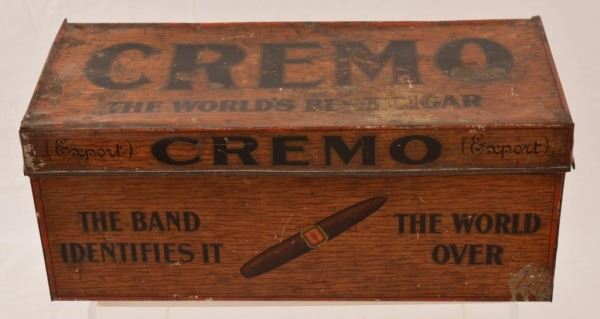 CREMO
THE WORLD'S BEST CIGAR
(Export) CREMO (Export)
THE BAND
IDENTIFIES IT
THE WORLD
OVER